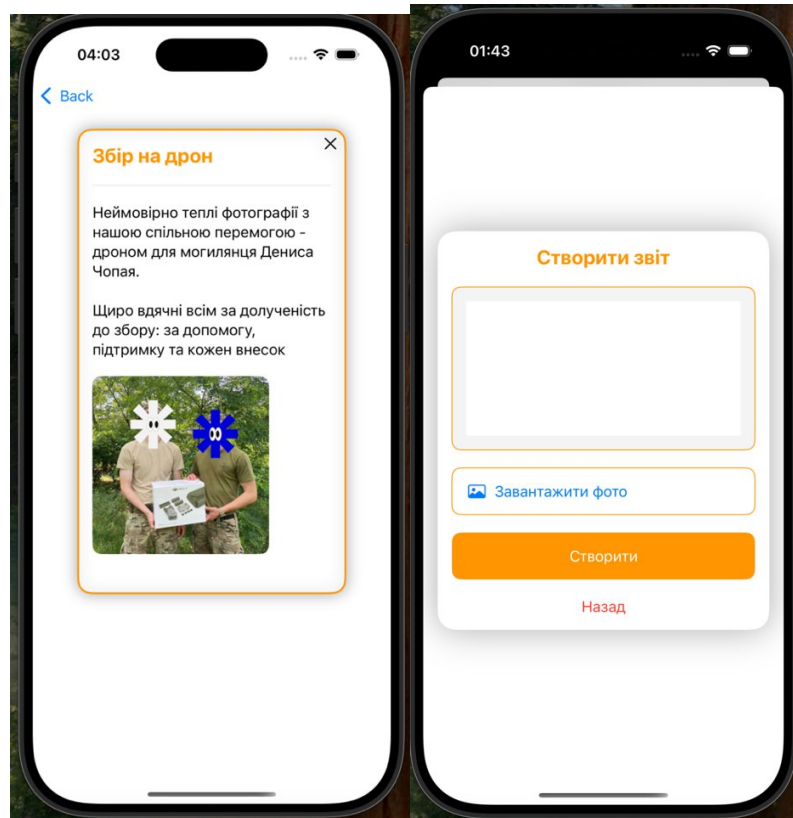 04:03
Back
Збір на дрон
Неймовірно теплі фотографії з
нашою спільною перемогою -
дроном для могилянця Дениса
Чопая.
Щиро вдячні всім за долученість
до збору: за допомогу,
підтримку та кожен внесок
01:43
Створити звіт
Завантажити фото
Створити
Назад